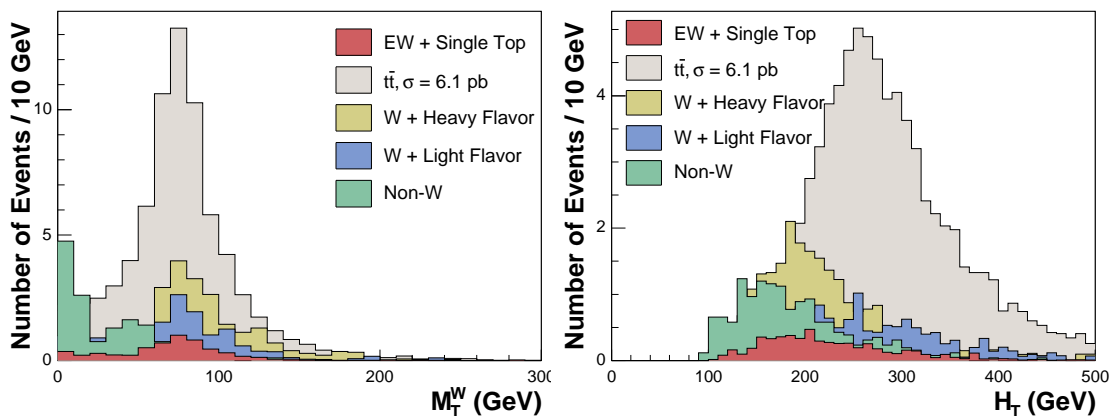 Number of Events / 10 GeV
10
5
0
EW + Single Top
tt̄, σ = 6.1 pb
W + Heavy Flavor
W + Light Flavor
Non-W
0 100 200 300
M_T^W (GeV)
Number of Events / 10 GeV
4
2
0
EW + Single Top
tt̄, σ = 6.1 pb
W + Heavy Flavor
W + Light Flavor
Non-W
0 100 200 300 400 500
H_T (GeV)